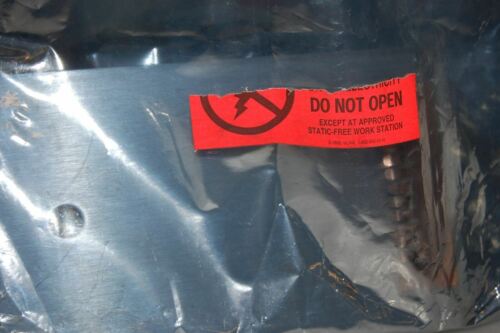 DO NOT OPEN
EXCEPT AT APPROVED
STATIC-FREE WORK STATION